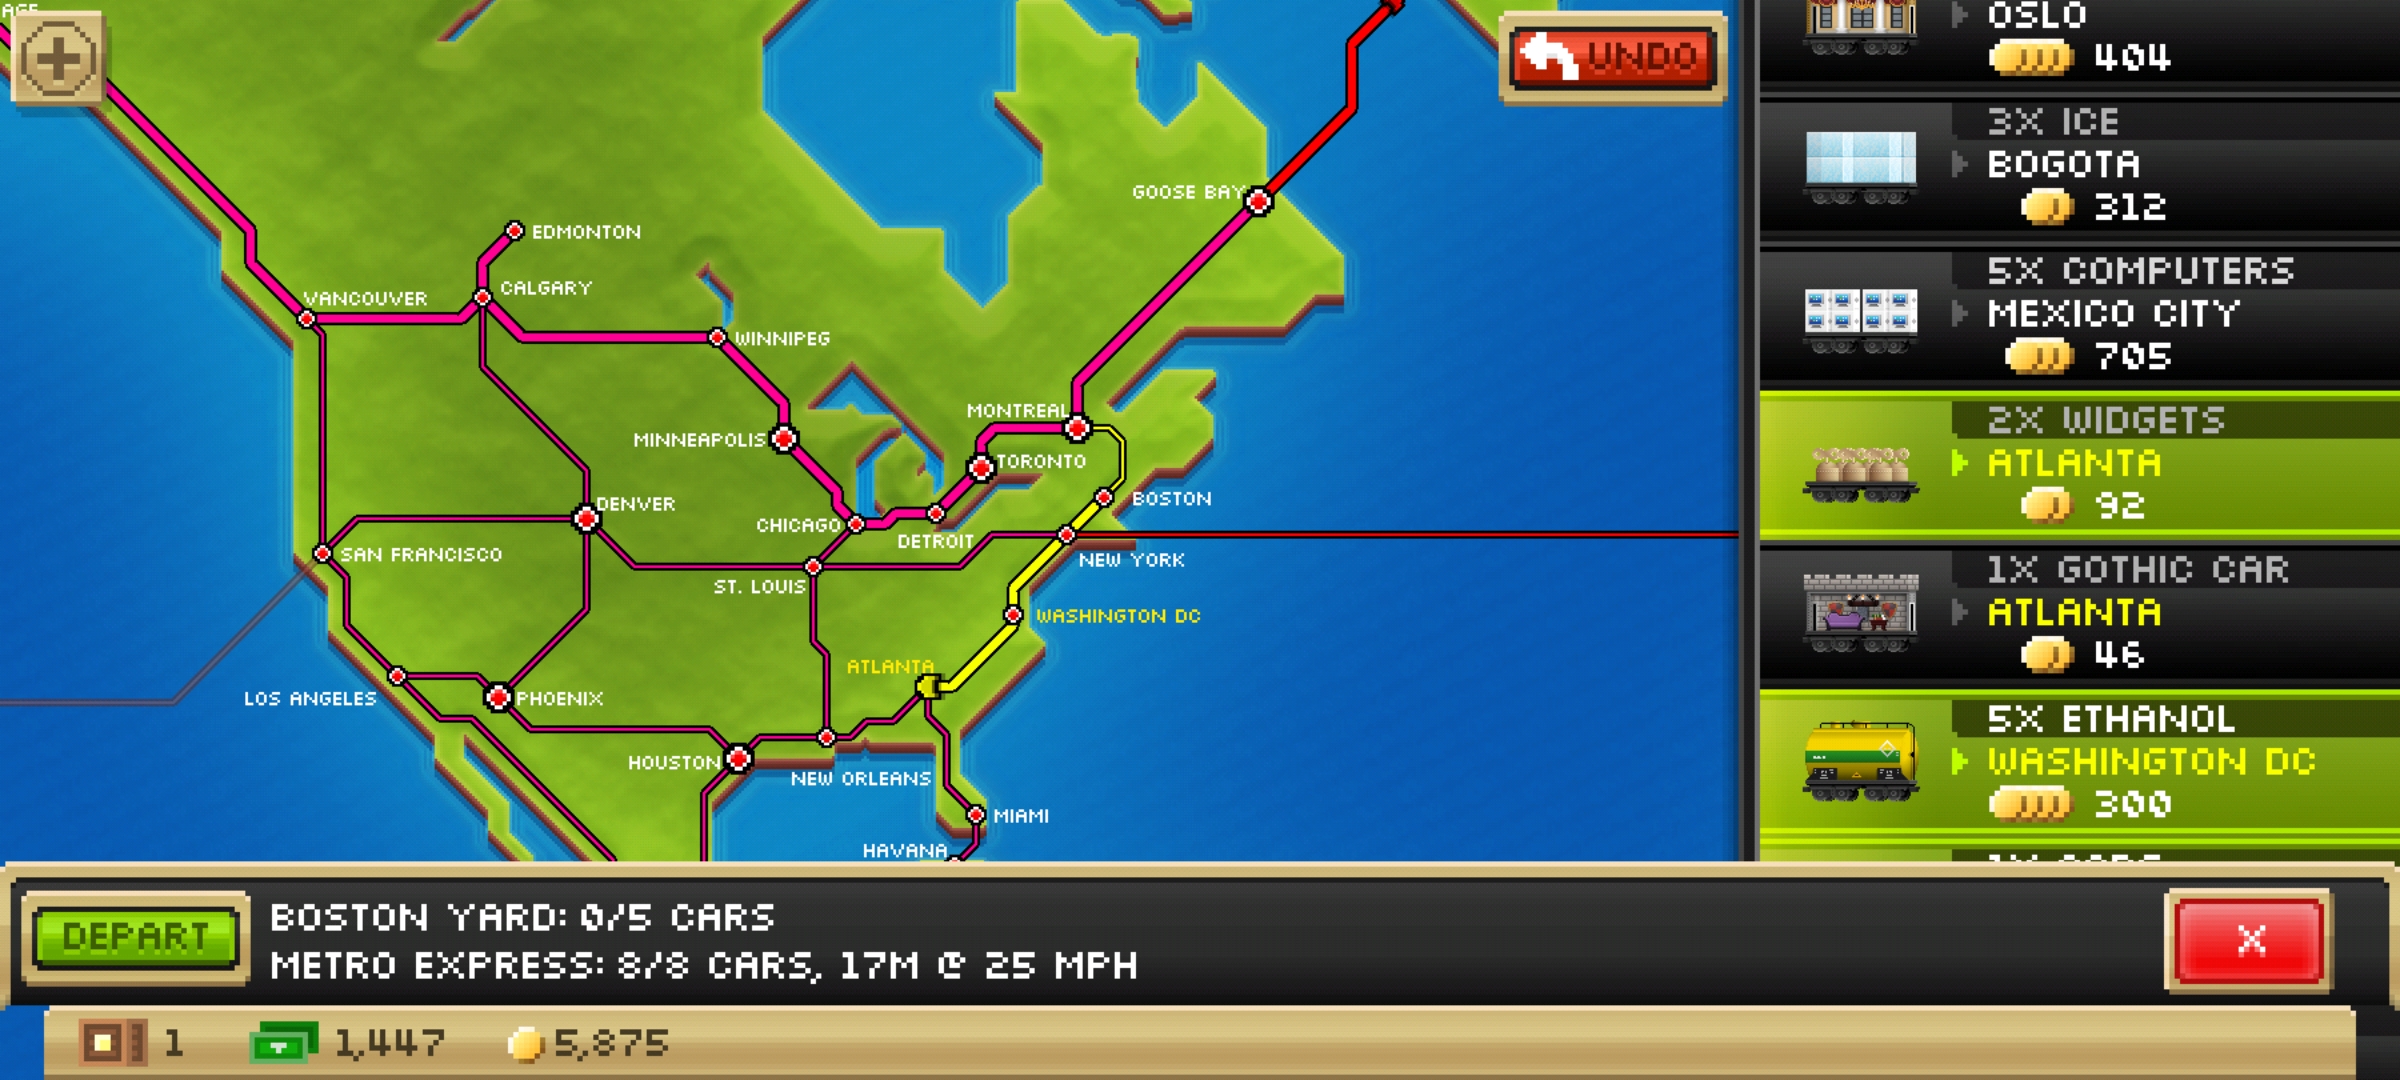 UNDO
GOOSE BAY
EDMONTON
CALGARY
VANCOUVER
WINNIPEG
MONTREAL
MINNEAPOLIS
TORONTO
BOSTON
DENVER
CHICAGO
DETROIT
SAN FRANCISCO
NEW YORK
ST. LOUIS
WASHINGTON DC
ATLANTA
LOS ANGELES
PHOENIX
HOUSTON
NEW ORLEANS
MIAMI
HAVANA
OSLO
404
3X ICE
BOGOTA
312
5X COMPUTERS
MEXICO CITY
705
2X WIDGETS
ATLANTA
92
1X GOTHIC CAR
ATLANTA
46
5X ETHANOL
WASHINGTON DC
300
DEPART
BOSTON YARD: 0/5 CARS
METRO EXPRESS: 8/8 CARS, 17M @ 25 MPH
X
1
1,447
5,875